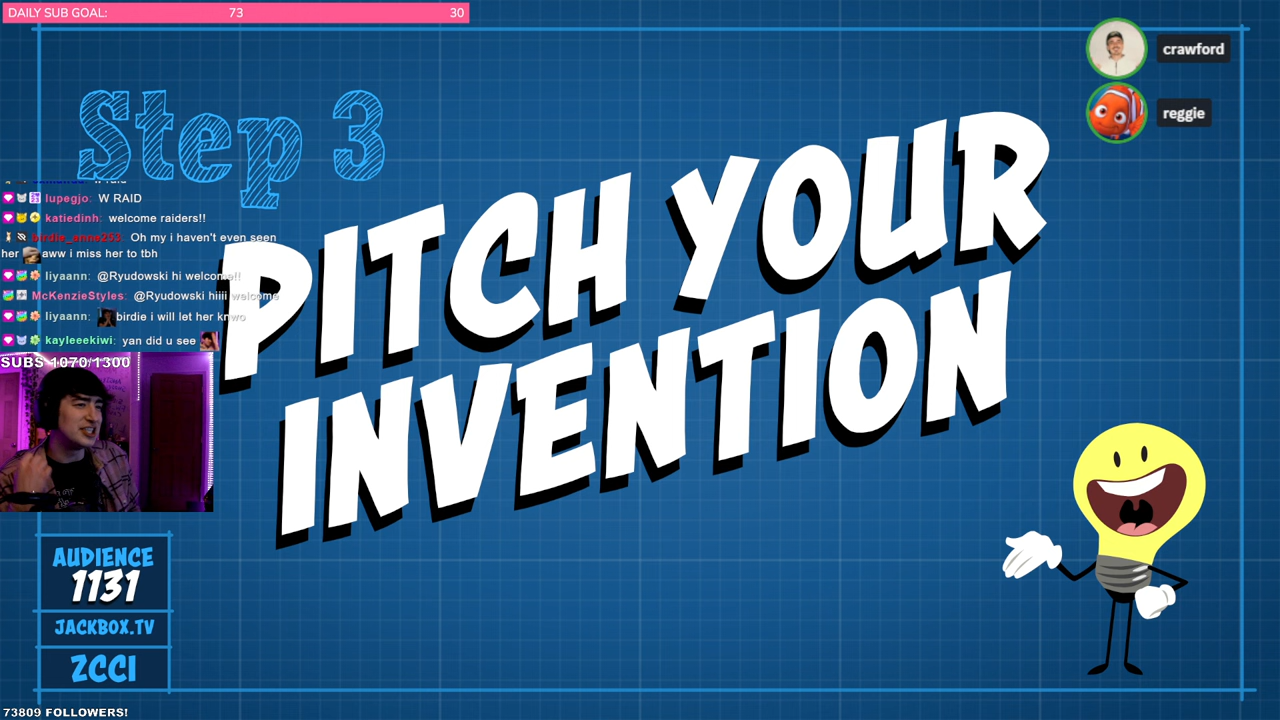 DAILY SUB GOAL: 73 30
crawford
reggie
Step 3
PITCH YOUR
INVENTION
lupegjo: W RAID
katiedinh: welcome raiders!!
birdie_anne253: Oh my i haven't even seen
her aww i miss her to tbh
liyaann: @Ryudowski hi welcome!!
McKenzieStyles: @Ryudowski hiiii welcome
liyaann: birdie i will let her knwo
kayleeekiwi: yan did u see
SUBS 1070/1300
AUDIENCE
1131
JACKBOX.TV
ZCCI
73809 FOLLOWERS!